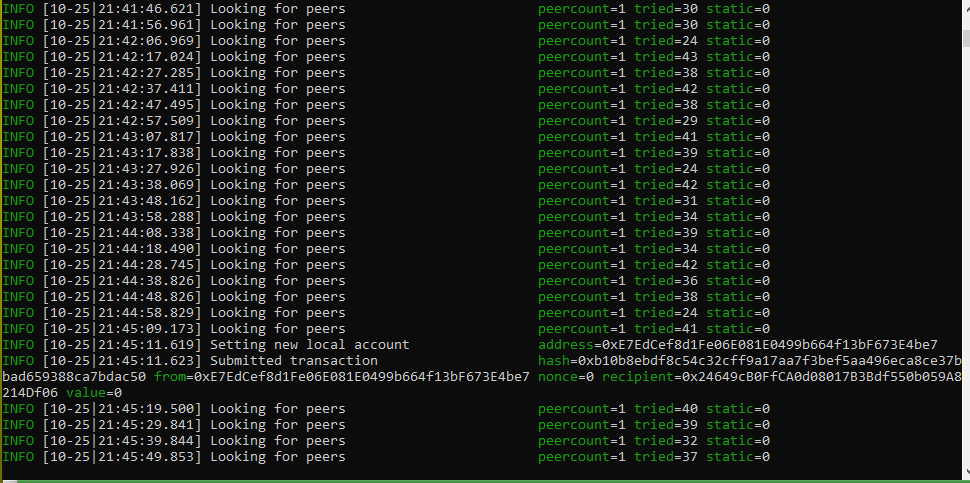 INFO [10-25|21:41:46.621] Looking for peers peercount=1 tried=30 static=0
INFO [10-25|21:41:56.961] Looking for peers peercount=1 tried=30 static=0
INFO [10-25|21:42:06.969] Looking for peers peercount=1 tried=24 static=0
INFO [10-25|21:42:17.024] Looking for peers peercount=1 tried=43 static=0
INFO [10-25|21:42:27.285] Looking for peers peercount=1 tried=38 static=0
INFO [10-25|21:42:37.411] Looking for peers peercount=1 tried=42 static=0
INFO [10-25|21:42:47.495] Looking for peers peercount=1 tried=38 static=0
INFO [10-25|21:42:57.509] Looking for peers peercount=1 tried=29 static=0
INFO [10-25|21:43:07.817] Looking for peers peercount=1 tried=41 static=0
INFO [10-25|21:43:17.838] Looking for peers peercount=1 tried=39 static=0
INFO [10-25|21:43:27.926] Looking for peers peercount=1 tried=24 static=0
INFO [10-25|21:43:38.069] Looking for peers peercount=1 tried=42 static=0
INFO [10-25|21:43:48.162] Looking for peers peercount=1 tried=31 static=0
INFO [10-25|21:43:58.288] Looking for peers peercount=1 tried=34 static=0
INFO [10-25|21:44:08.338] Looking for peers peercount=1 tried=39 static=0
INFO [10-25|21:44:18.490] Looking for peers peercount=1 tried=34 static=0
INFO [10-25|21:44:28.745] Looking for peers peercount=1 tried=42 static=0
INFO [10-25|21:44:38.826] Looking for peers peercount=1 tried=36 static=0
INFO [10-25|21:44:48.826] Looking for peers peercount=1 tried=38 static=0
INFO [10-25|21:44:58.829] Looking for peers peercount=1 tried=24 static=0
INFO [10-25|21:45:09.173] Looking for peers peercount=1 tried=41 static=0
INFO [10-25|21:45:11.619] Setting new local account address=0xE7EdCef8d1Fe06E081E0499b664f13bF673E4be7
INFO [10-25|21:45:11.623] Submitted transaction hash=0xb10b8ebdf8c54c32cff9a17aa7f3bef5aa496eca8ce37b
bad659388ca7bdac50 from=0xE7EdCef8d1Fe06E081E0499b664f13bF673E4be7 nonce=0 recipient=0x24649cB0FfCA0d08017B3Bdf550b059A8
214Df06 value=0
INFO [10-25|21:45:19.500] Looking for peers peercount=1 tried=40 static=0
INFO [10-25|21:45:29.841] Looking for peers peercount=1 tried=39 static=0
INFO [10-25|21:45:39.844] Looking for peers peercount=1 tried=32 static=0
INFO [10-25|21:45:49.853] Looking for peers peercount=1 tried=37 static=0